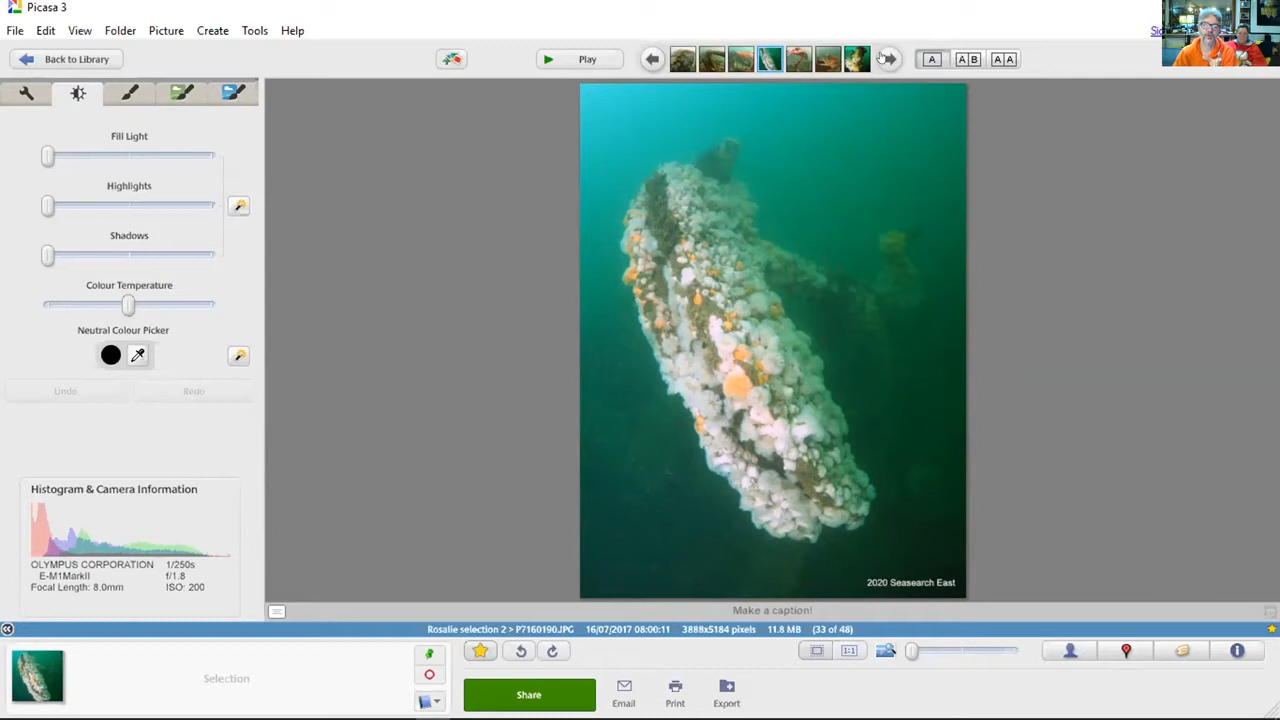 Picasa 3
File Edit View Folder Picture Create Tools Help
Back to Library
Play
A
A B
A A
Fill Light
Highlights
Shadows
Colour Temperature
Neutral Colour Picker
Undo Redo
Histogram & Camera Information
OLYMPUS CORPORATION 1/250s
E-M1MarkII f/1.8
Focal Length: 8.0mm ISO: 200
2020 Seasearch East
Make a caption!
Rosalie selection 2 > P7160190.JPG 16/07/2017 08:00:11 3888x5184 pixels 11.8 MB (33 of 48)
1:1
Selection
Share
Email Print Export